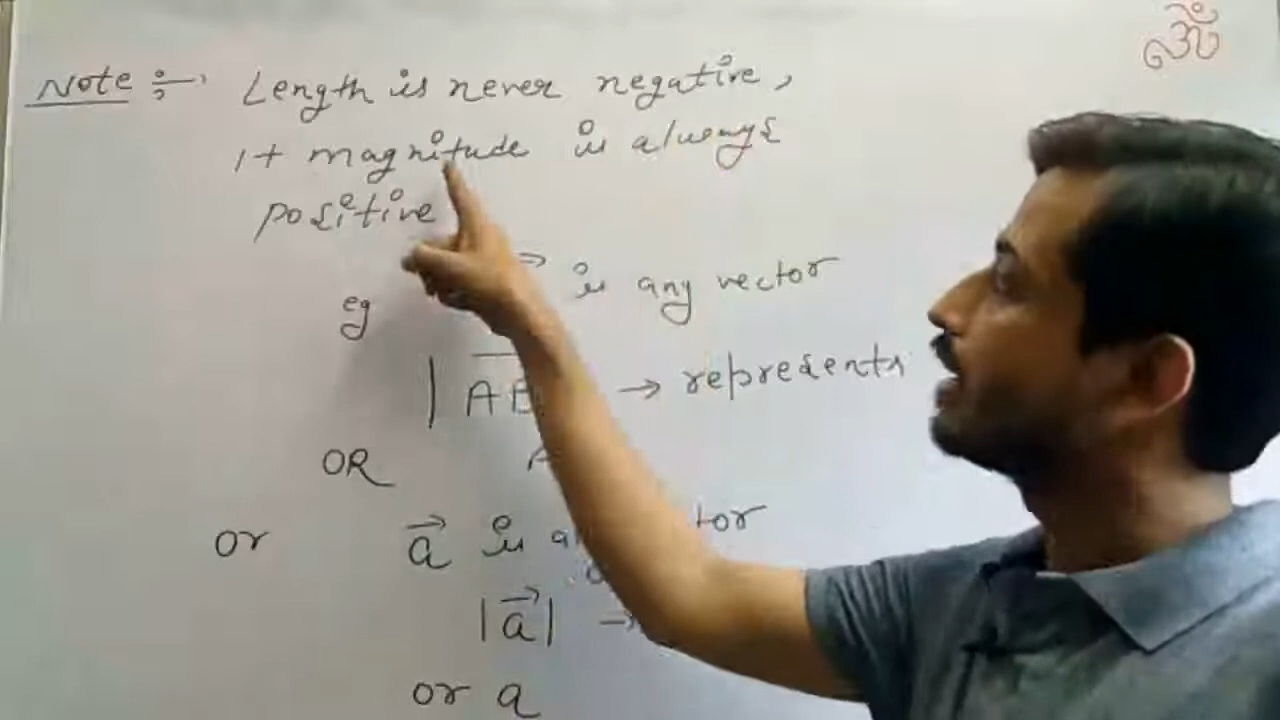 ॐ
Note :- Length is never negative,
it magnitude is always
positive
eg is any vector
|AB → represents
OR A
or a⃗ is a tor
|a⃗| →
or a